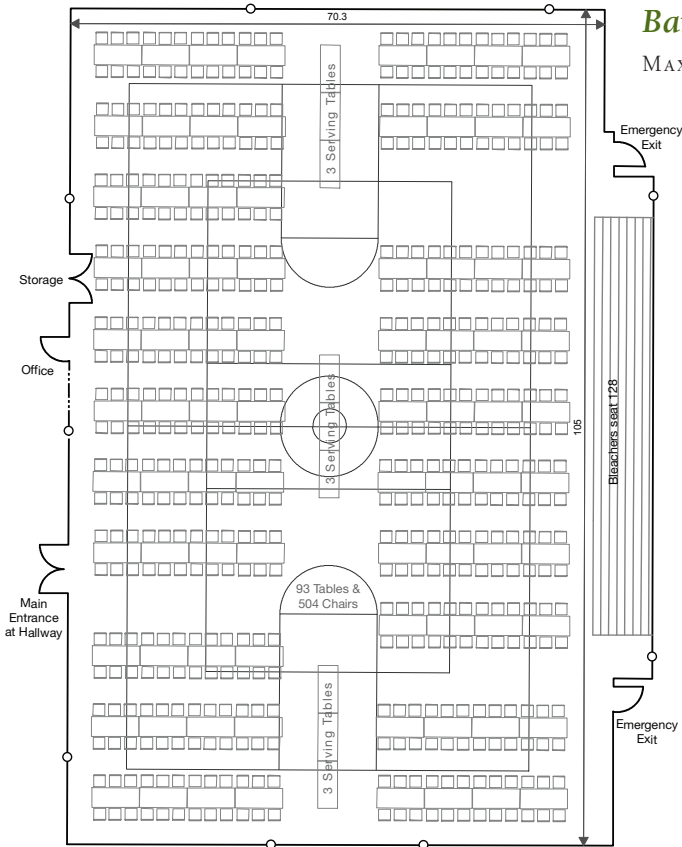 70.3
3 Serving Tables
Emergency
Exit
Storage
Office
3 Serving Tables
105
Bleachers seat 128
93 Tables &
504 Chairs
Main
Entrance
at Hallway
3 Serving Tables
Emergency
Exit